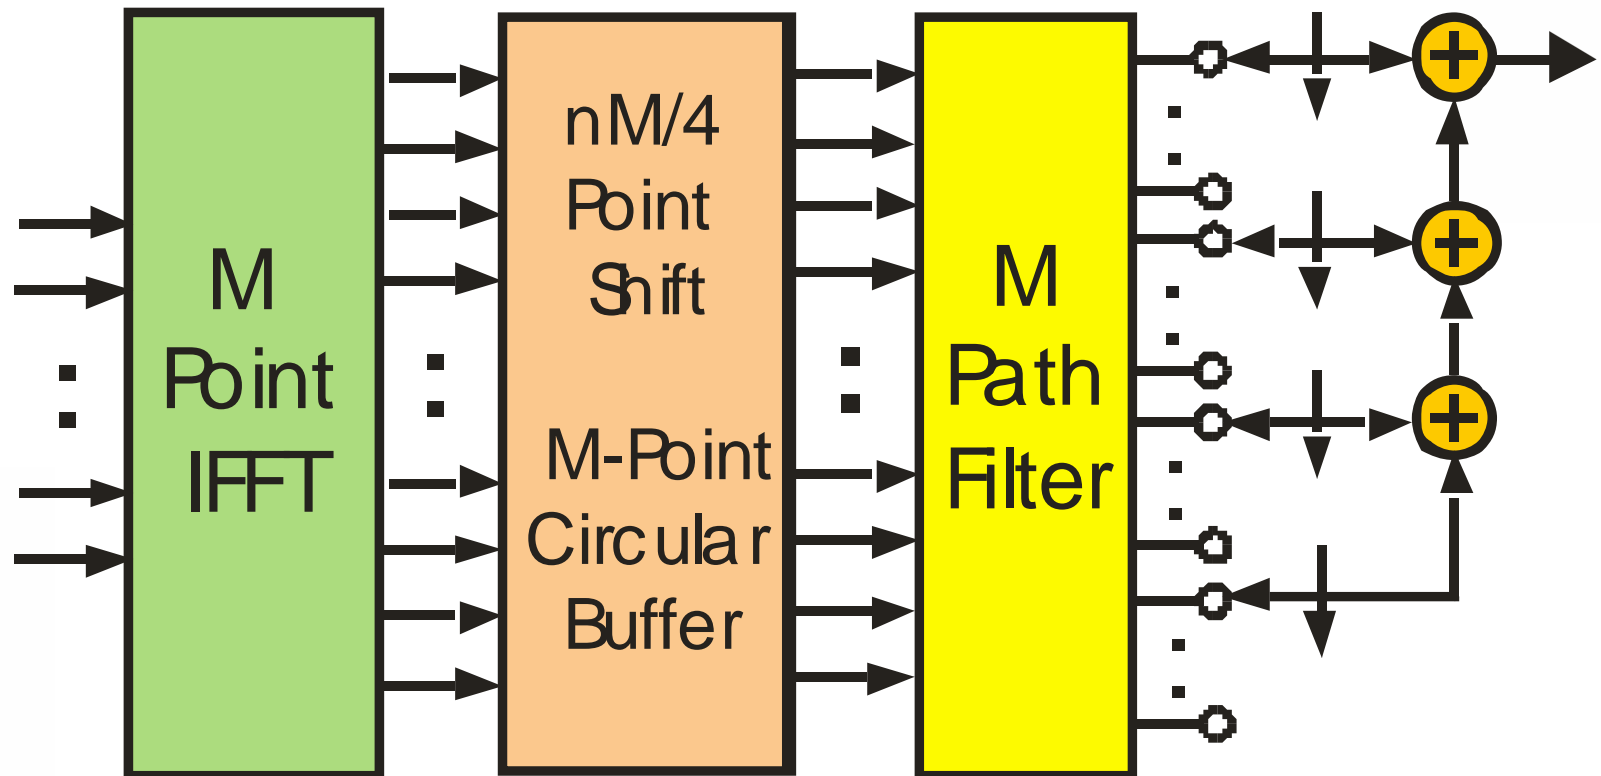 M
Point
IFFT
nM/4
Point
Shift
M-Point
Circular
Buffer
M
Path
Filter